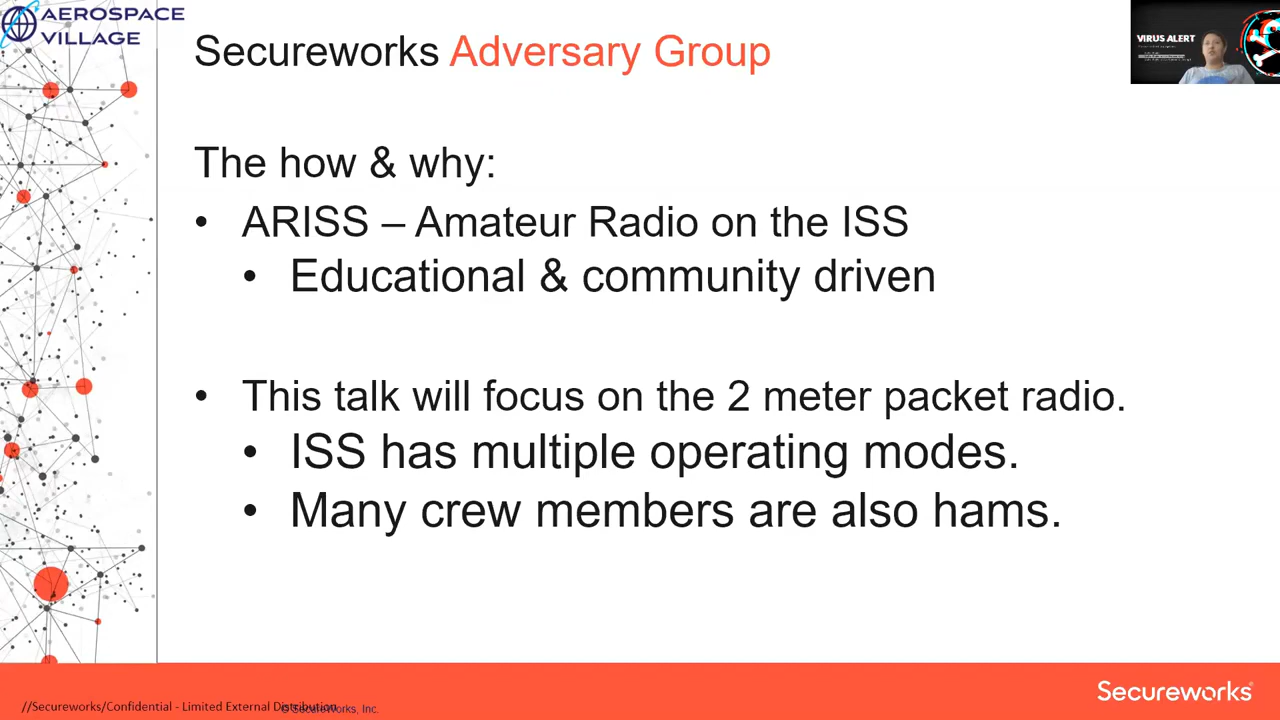 AEROSPACE
VILLAGE
Secureworks Adversary Group
VIRUS ALERT
The how & why:
• ARISS – Amateur Radio on the ISS
• Educational & community driven
• This talk will focus on the 2 meter packet radio.
• ISS has multiple operating modes.
• Many crew members are also hams.
Secureworks
//Secureworks/Confidential - Limited External Distribution
© SecureWorks, Inc.